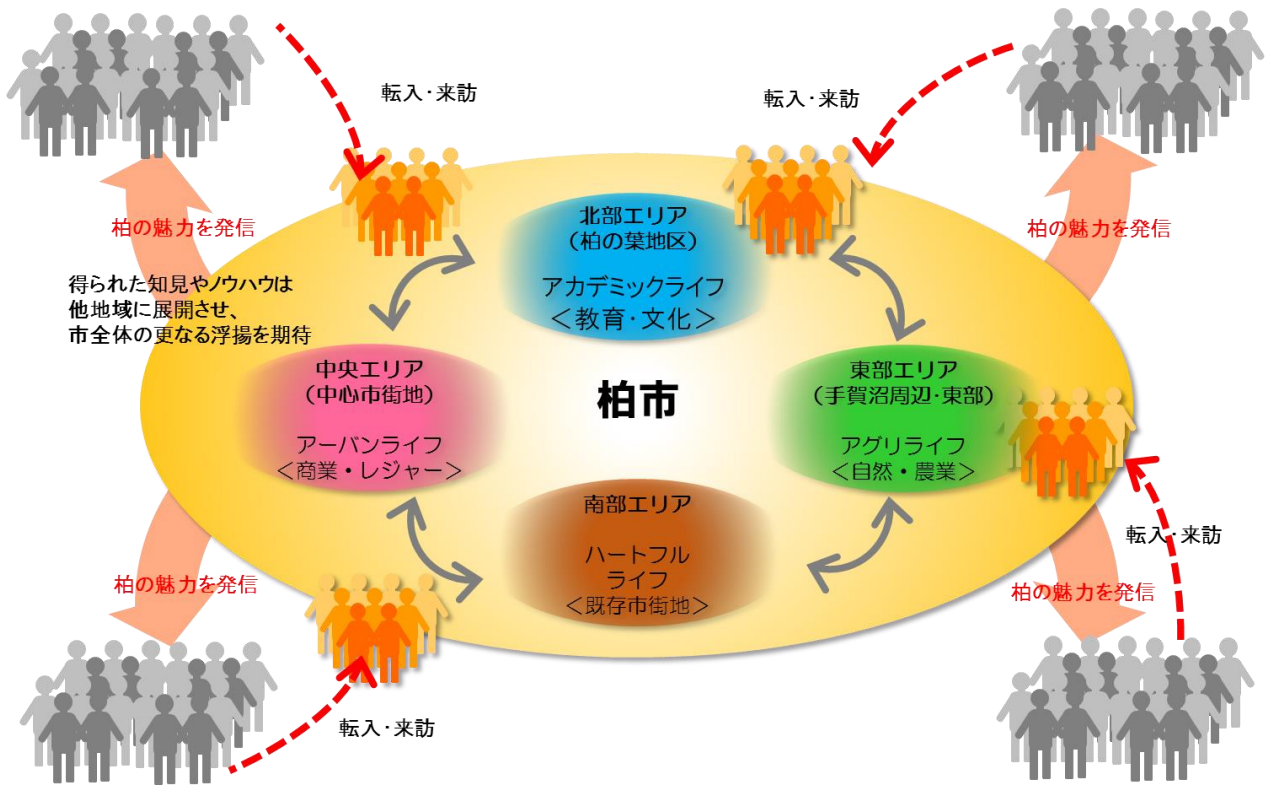 転入・来訪
転入・来訪
柏の魅力を発信
柏の魅力を発信
得られた知見やノウハウは
他地域に展開させ、
市全体の更なる浮揚を期待
北部エリア
（柏の葉地区）
アカデミックライフ
＜教育・文化＞
中央エリア
（中心市街地）
アーバンライフ
＜商業・レジャー＞
柏市
東部エリア
（手賀沼周辺・東部）
アグリライフ
＜自然・農業＞
南部エリア
ハートフル
ライフ
＜既存市街地＞
転入・来訪
柏の魅力を発信
柏の魅力を発信
転入・来訪